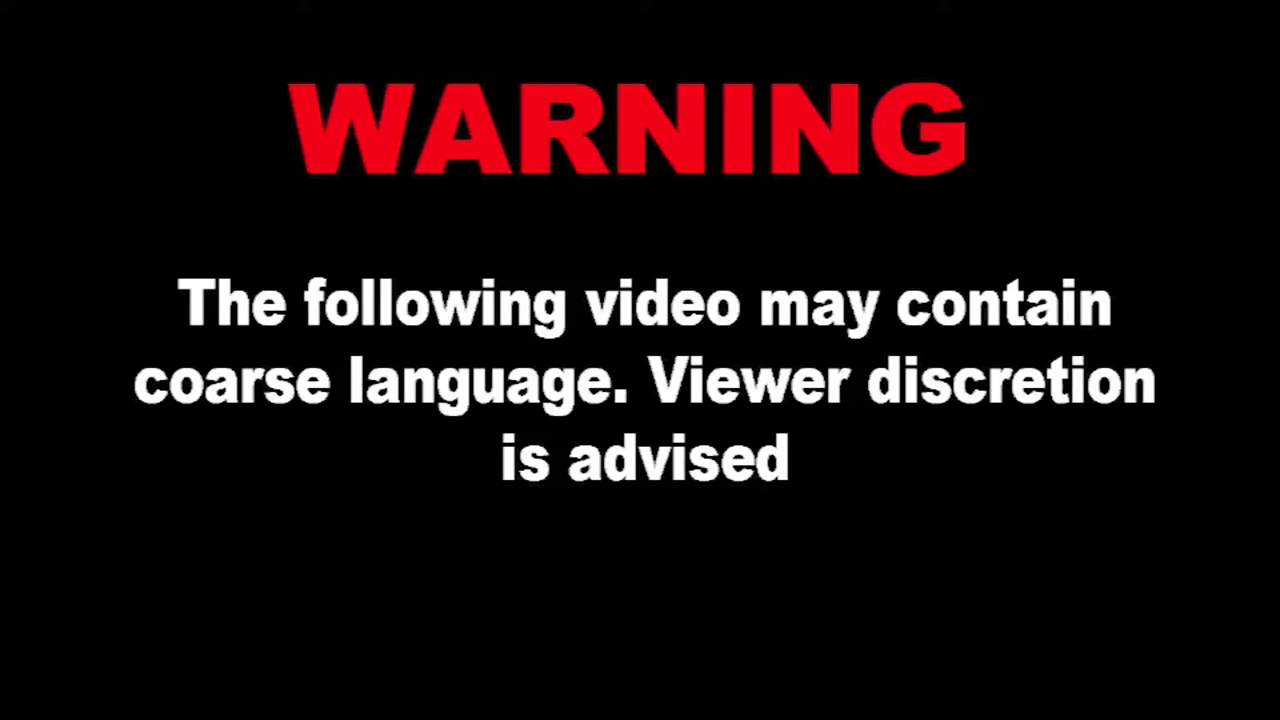 WARNING
The following video may contain
coarse language. Viewer discretion
is advised